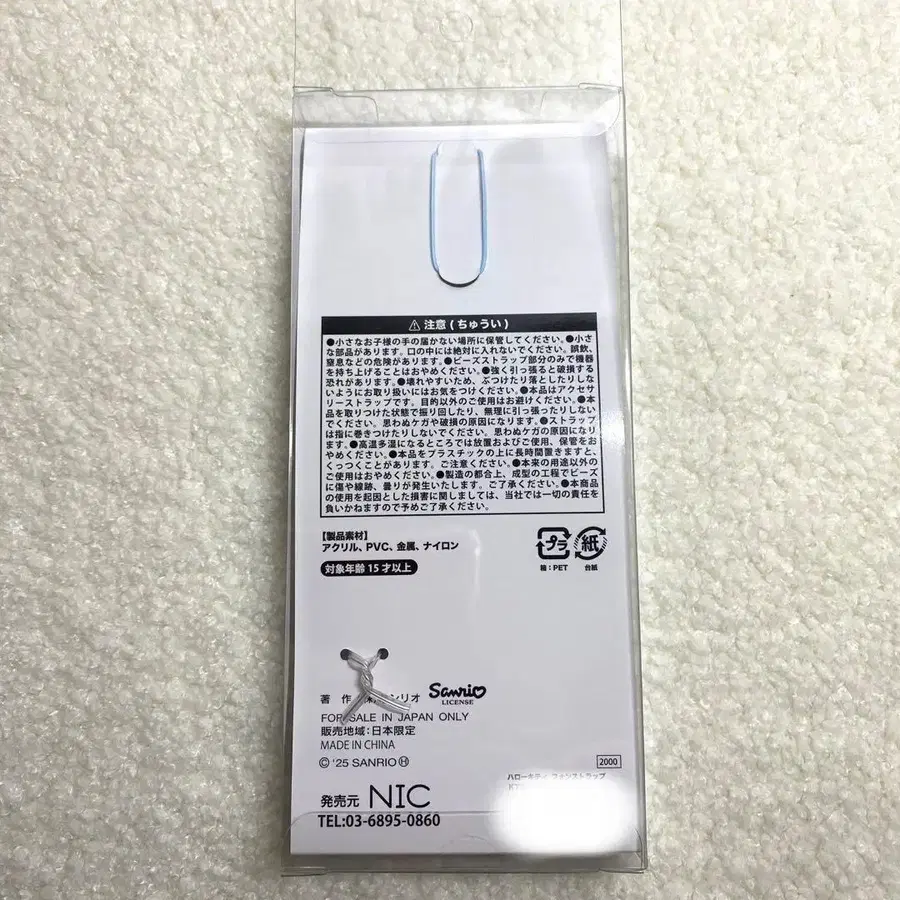 ⚠ 注意 ( ちゅうい )
●小さなお子様の手の届かない場所に保管してください。●小さ
な部品があります。口の中には絶対に入れないでください。誤飲、
窒息などの危険があります。●ビーズストラップ部分のみで機器
を持ち上げることはおやめください。●強く引っ張ると破損する
恐れがあります。●壊れやすいため、ぶつけたり落としたりしな
いようにお取り扱いにはお気をつけください。●本品はアクセサ
リーストラップです。目的以外のご使用はお避けください。●本
品を取りつけた状態で振り回したり、無理に引っ張ったりしない
でください。思わぬケガや破損の原因になります。●ストラップ
は指に巻きつけたりしないでください。思わぬケガの原因になり
ます。●高温多湿になるところでは放置およびご使用、保管をお
やめください。●本品をプラスチックの上に長時間置きますと、
くっつくことがあります。ご注意ください。●本来の用途以外の
ご使用はおやめください。●製造の都合上、成型の工程でビーズ
に傷や線跡、曇りが発生いたします。ご了承ください。●本商品
の使用を起因とした損害に関しましては、当社では一切の責任を
負いかねますので予めご了承ください。
【製品素材】
アクリル、PVC、金属、ナイロン
対象年齢 15 才以上
プラ 紙
箱：PET 台紙
著 作 ンリオ Sanrio
LICENSE
FOR SALE IN JAPAN ONLY
販売地域：日本限定
MADE IN CHINA
© '25 SANRIO Ⓗ
2000
ハローキティ フォンストラップ
発売元 NIC
TEL:03-6895-0860